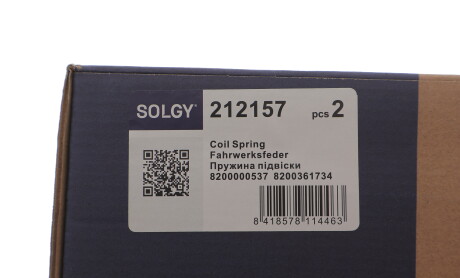 SOLGY 212157 pcs 2
Coil Spring
Fahrwerksfeder
Пружина підвіски
8200000537 8200361734
8 418578 114463